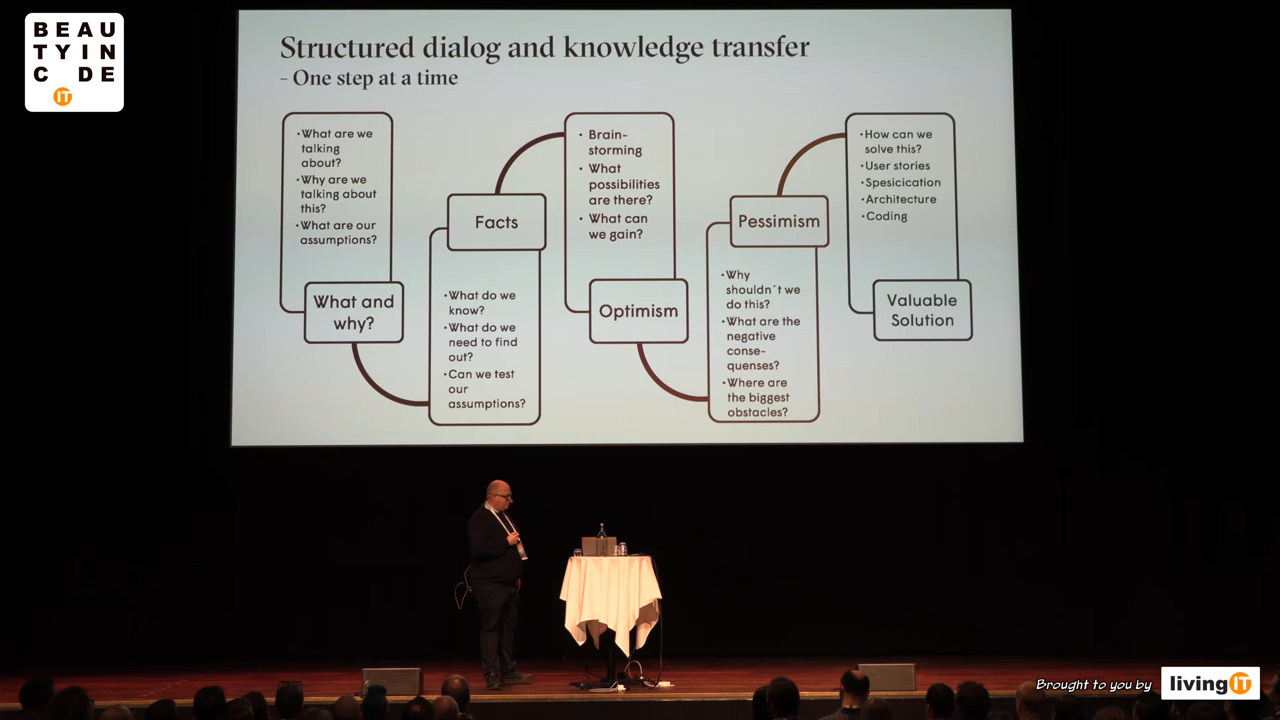 BEAU
TYIN
C DE
IT
Structured dialog and knowledge transfer
- One step at a time
•What are we
talking
about?
•Why are we
talking about
this?
•What are our
assumptions?
What and
why?
Facts
•What do we
know?
•What do we
need to find
out?
•Can we test
our
assumptions?
• Brain-
storming
• What
possibilities
are there?
• What can
we gain?
Optimism
Pessimism
•Why
shouldn´t we
do this?
•What are the
negative
conse-
quenses?
•Where are
the biggest
obstacles?
•How can we
solve this?
•User stories
•Spesicication
•Architecture
•Coding
Valuable
Solution
Brought to you by
living IT